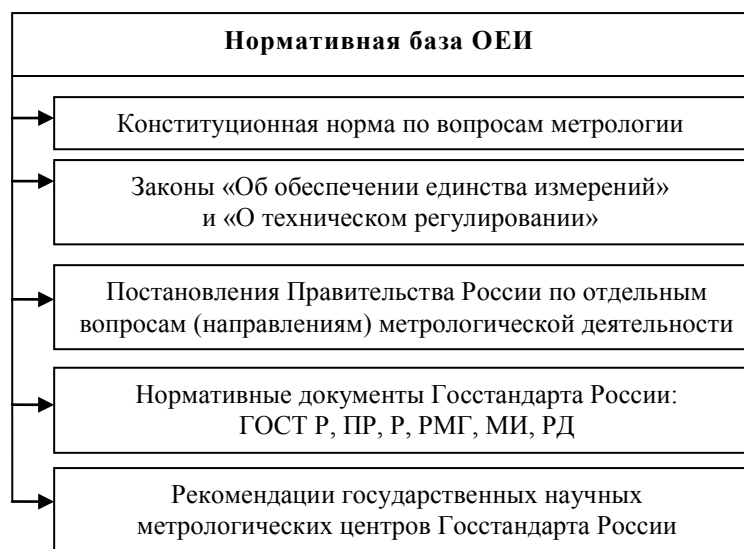 Нормативная база ОЕИ
Конституционная норма по вопросам метрологии
Законы «Об обеспечении единства измерений»
и «О техническом регулировании»
Постановления Правительства России по отдельным
вопросам (направлениям) метрологической деятельности
Нормативные документы Госстандарта России:
ГОСТ Р, ПР, Р, РМГ, МИ, РД
Рекомендации государственных научных
метрологических центров Госстандарта России